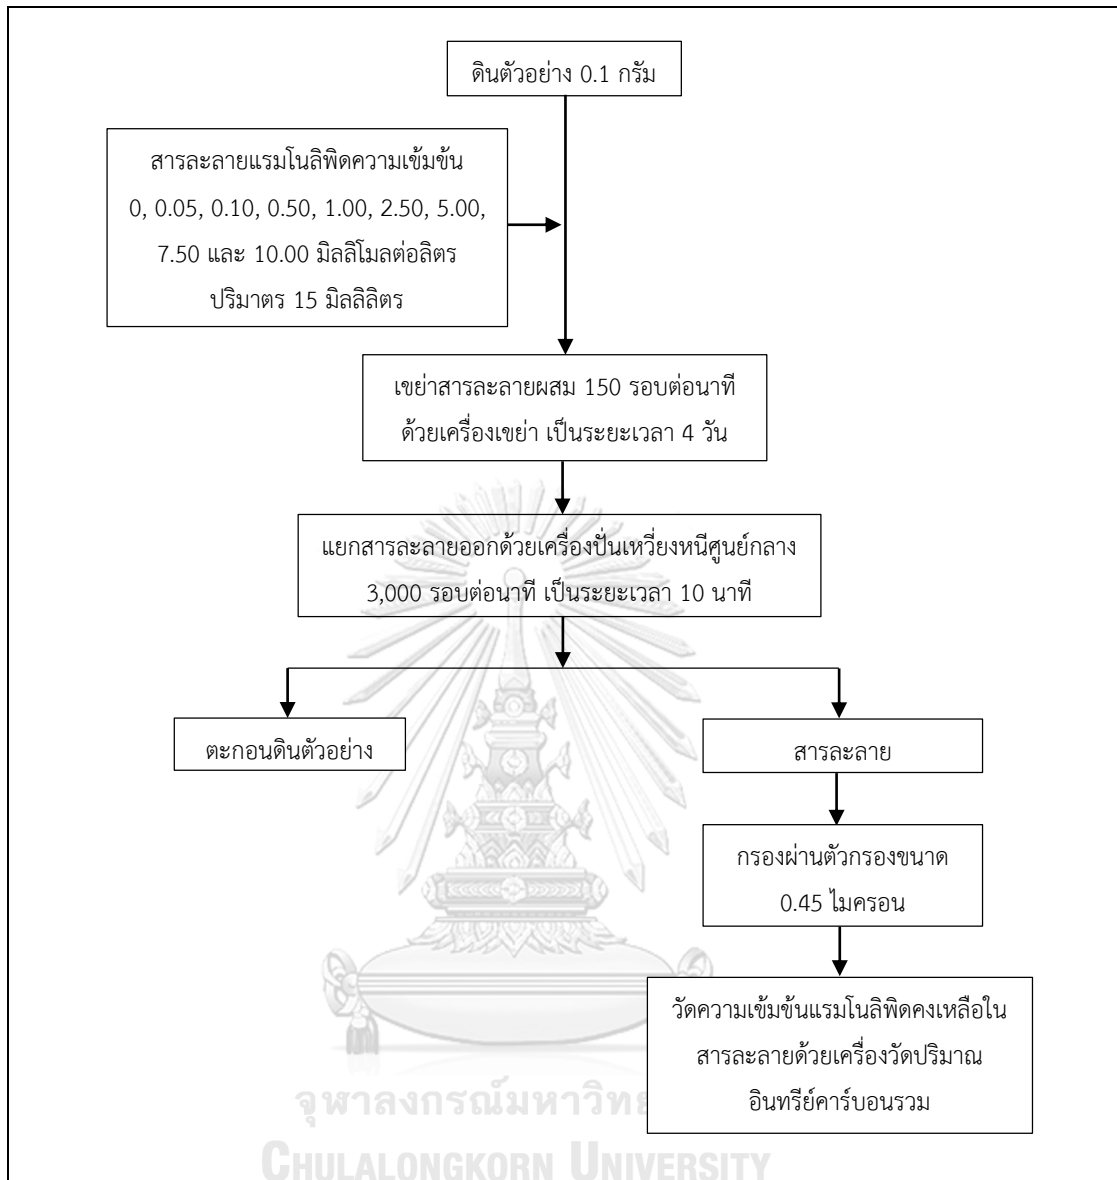 ดินตัวอย่าง 0.1 กรัม
สารละลายแรมโนลิพิดความเข้มข้น
0, 0.05, 0.10, 0.50, 1.00, 2.50, 5.00,
7.50 และ 10.00 มิลลิโมลต่อลิตร
ปริมาตร 15 มิลลิลิตร
เขย่าสารละลายผสม 150 รอบต่อนาที
ด้วยเครื่องเขย่า เป็นระยะเวลา 4 วัน
แยกสารละลายออกด้วยเครื่องปั่นเหวี่ยงหนีศูนย์กลาง
3,000 รอบต่อนาที เป็นระยะเวลา 10 นาที
ตะกอนดินตัวอย่าง
สารละลาย
กรองผ่านตัวกรองขนาด
0.45 ไมครอน
วัดความเข้มข้นแรมโนลิพิดคงเหลือใน
สารละลายด้วยเครื่องวัดปริมาณ
อินทรีย์คาร์บอนรวม
จุฬาลงกรณ์มหาวิทย
CHULALONGKORN UNIVERSITY